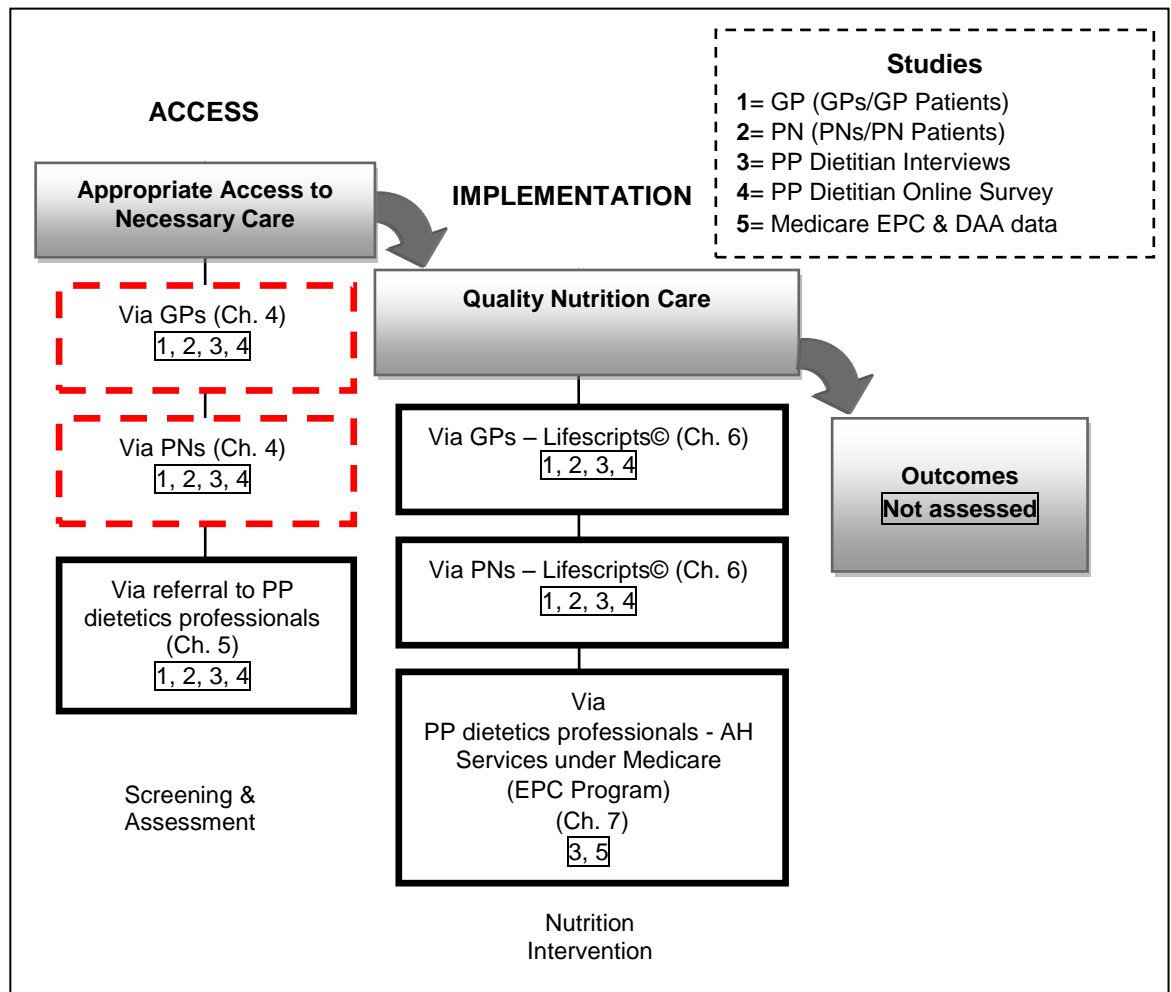 Studies
1= GP (GPs/GP Patients)
2= PN (PNs/PN Patients)
3= PP Dietitian Interviews
4= PP Dietitian Online Survey
5= Medicare EPC & DAA data
ACCESS
Appropriate Access to
Necessary Care
Via GPs (Ch. 4)
1, 2, 3, 4
Via PNs (Ch. 4)
1, 2, 3, 4
Via referral to PP
dietetics professionals
(Ch. 5)
1, 2, 3, 4
Screening &
Assessment
IMPLEMENTATION
Quality Nutrition Care
Via GPs – Lifescripts© (Ch. 6)
1, 2, 3, 4
Via PNs – Lifescripts© (Ch. 6)
1, 2, 3, 4
Via
PP dietetics professionals - AH
Services under Medicare
(EPC Program)
(Ch. 7)
3, 5
Nutrition
Intervention
Outcomes
Not assessed